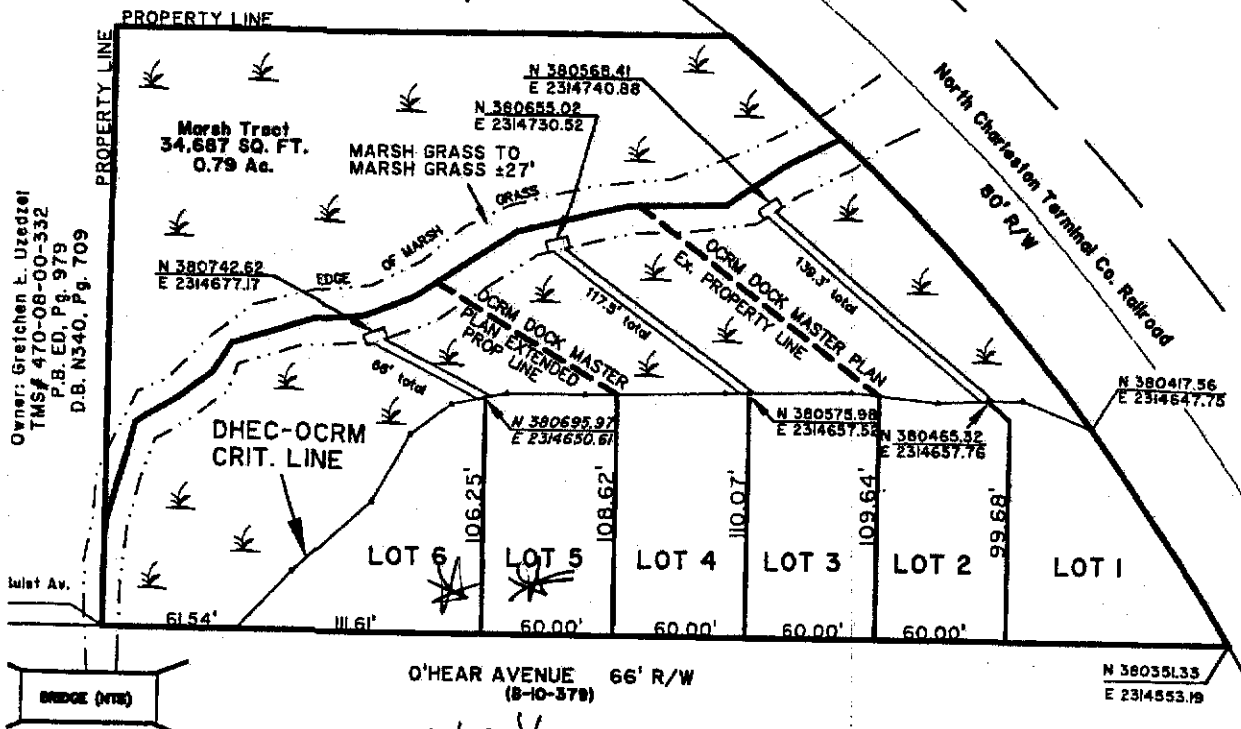 PROPERTY LINE
PROPERTY LINE
N 380568.41
E 2314740.88
N 380655.02
E 2314730.52
North Charleston Terminal Co. Railroad
80' R/W
Marsh Tract
34,687 SQ. FT.
0.79 Ac.
MARSH GRASS TO
MARSH GRASS ±27'
Owner: Gretchen E. Uzedzel
TMS# 470-08-00-332
P.B. ED, Pg. 979
D.B. N340, Pg. 709
EDGE OF MARSH GRASS
N 380742.62
E 2314677.17
OCRM DOCK MASTER PLAN
Ex. PROPERTY LINE
138.3' total
117.5' total
OCRM DOCK MASTER
PLAN EXTENDED
PROP LINE
66' total
N 380417.56
E 2314647.75
N 380695.97
E 2314650.61
N 380575.98
E 2314657.52
N 380465.32
E 2314657.76
DHEC-OCRM
CRIT. LINE
106.25'
108.62'
110.07'
109.64'
99.68'
LOT 6
LOT 5
LOT 4
LOT 3
LOT 2
LOT 1
Av.
61.54'
111.61'
60.00'
60.00'
60.00'
60.00'
O'HEAR AVENUE 66' R/W
(B-10-379)
BRIDGE (NTS)
N 380351.33
E 2314553.19